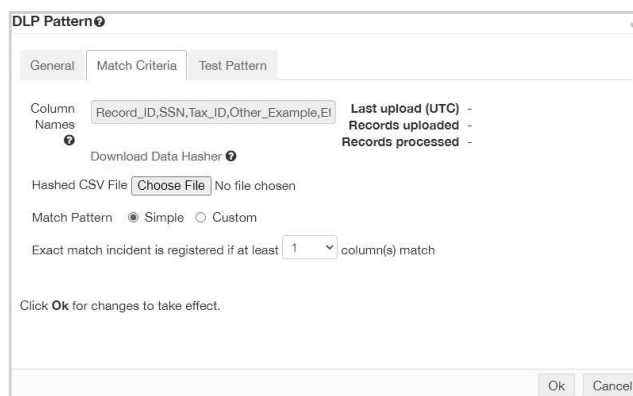 DLP Pattern
General Match Criteria Test Pattern
Column Names
Record_ID,SSN,Tax_ID,Other_Example,Et
Last upload (UTC) -
Records uploaded -
Records processed -
Download Data Hasher
Hashed CSV File Choose File No file chosen
Match Pattern Simple Custom
Exact match incident is registered if at least 1 column(s) match
Click Ok for changes to take effect.
Ok Cancel